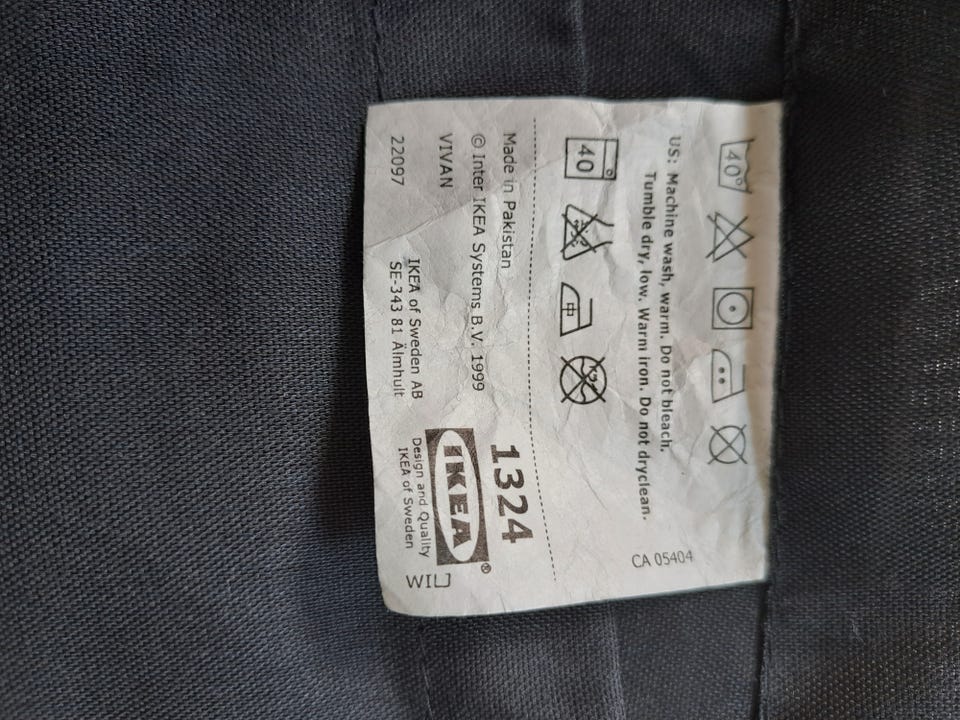 40°
US: Machine wash, warm. Do not bleach.
Tumble dry, low. Warm iron. Do not dryclean.
CA 05404
40
Made in Pakistan
1324
© Inter IKEA Systems B.V. 1999
IKEA®
VIVAN
IKEA of Sweden AB
Design and Quality
22097
SE-343 81 Älmhult
IKEA of Sweden